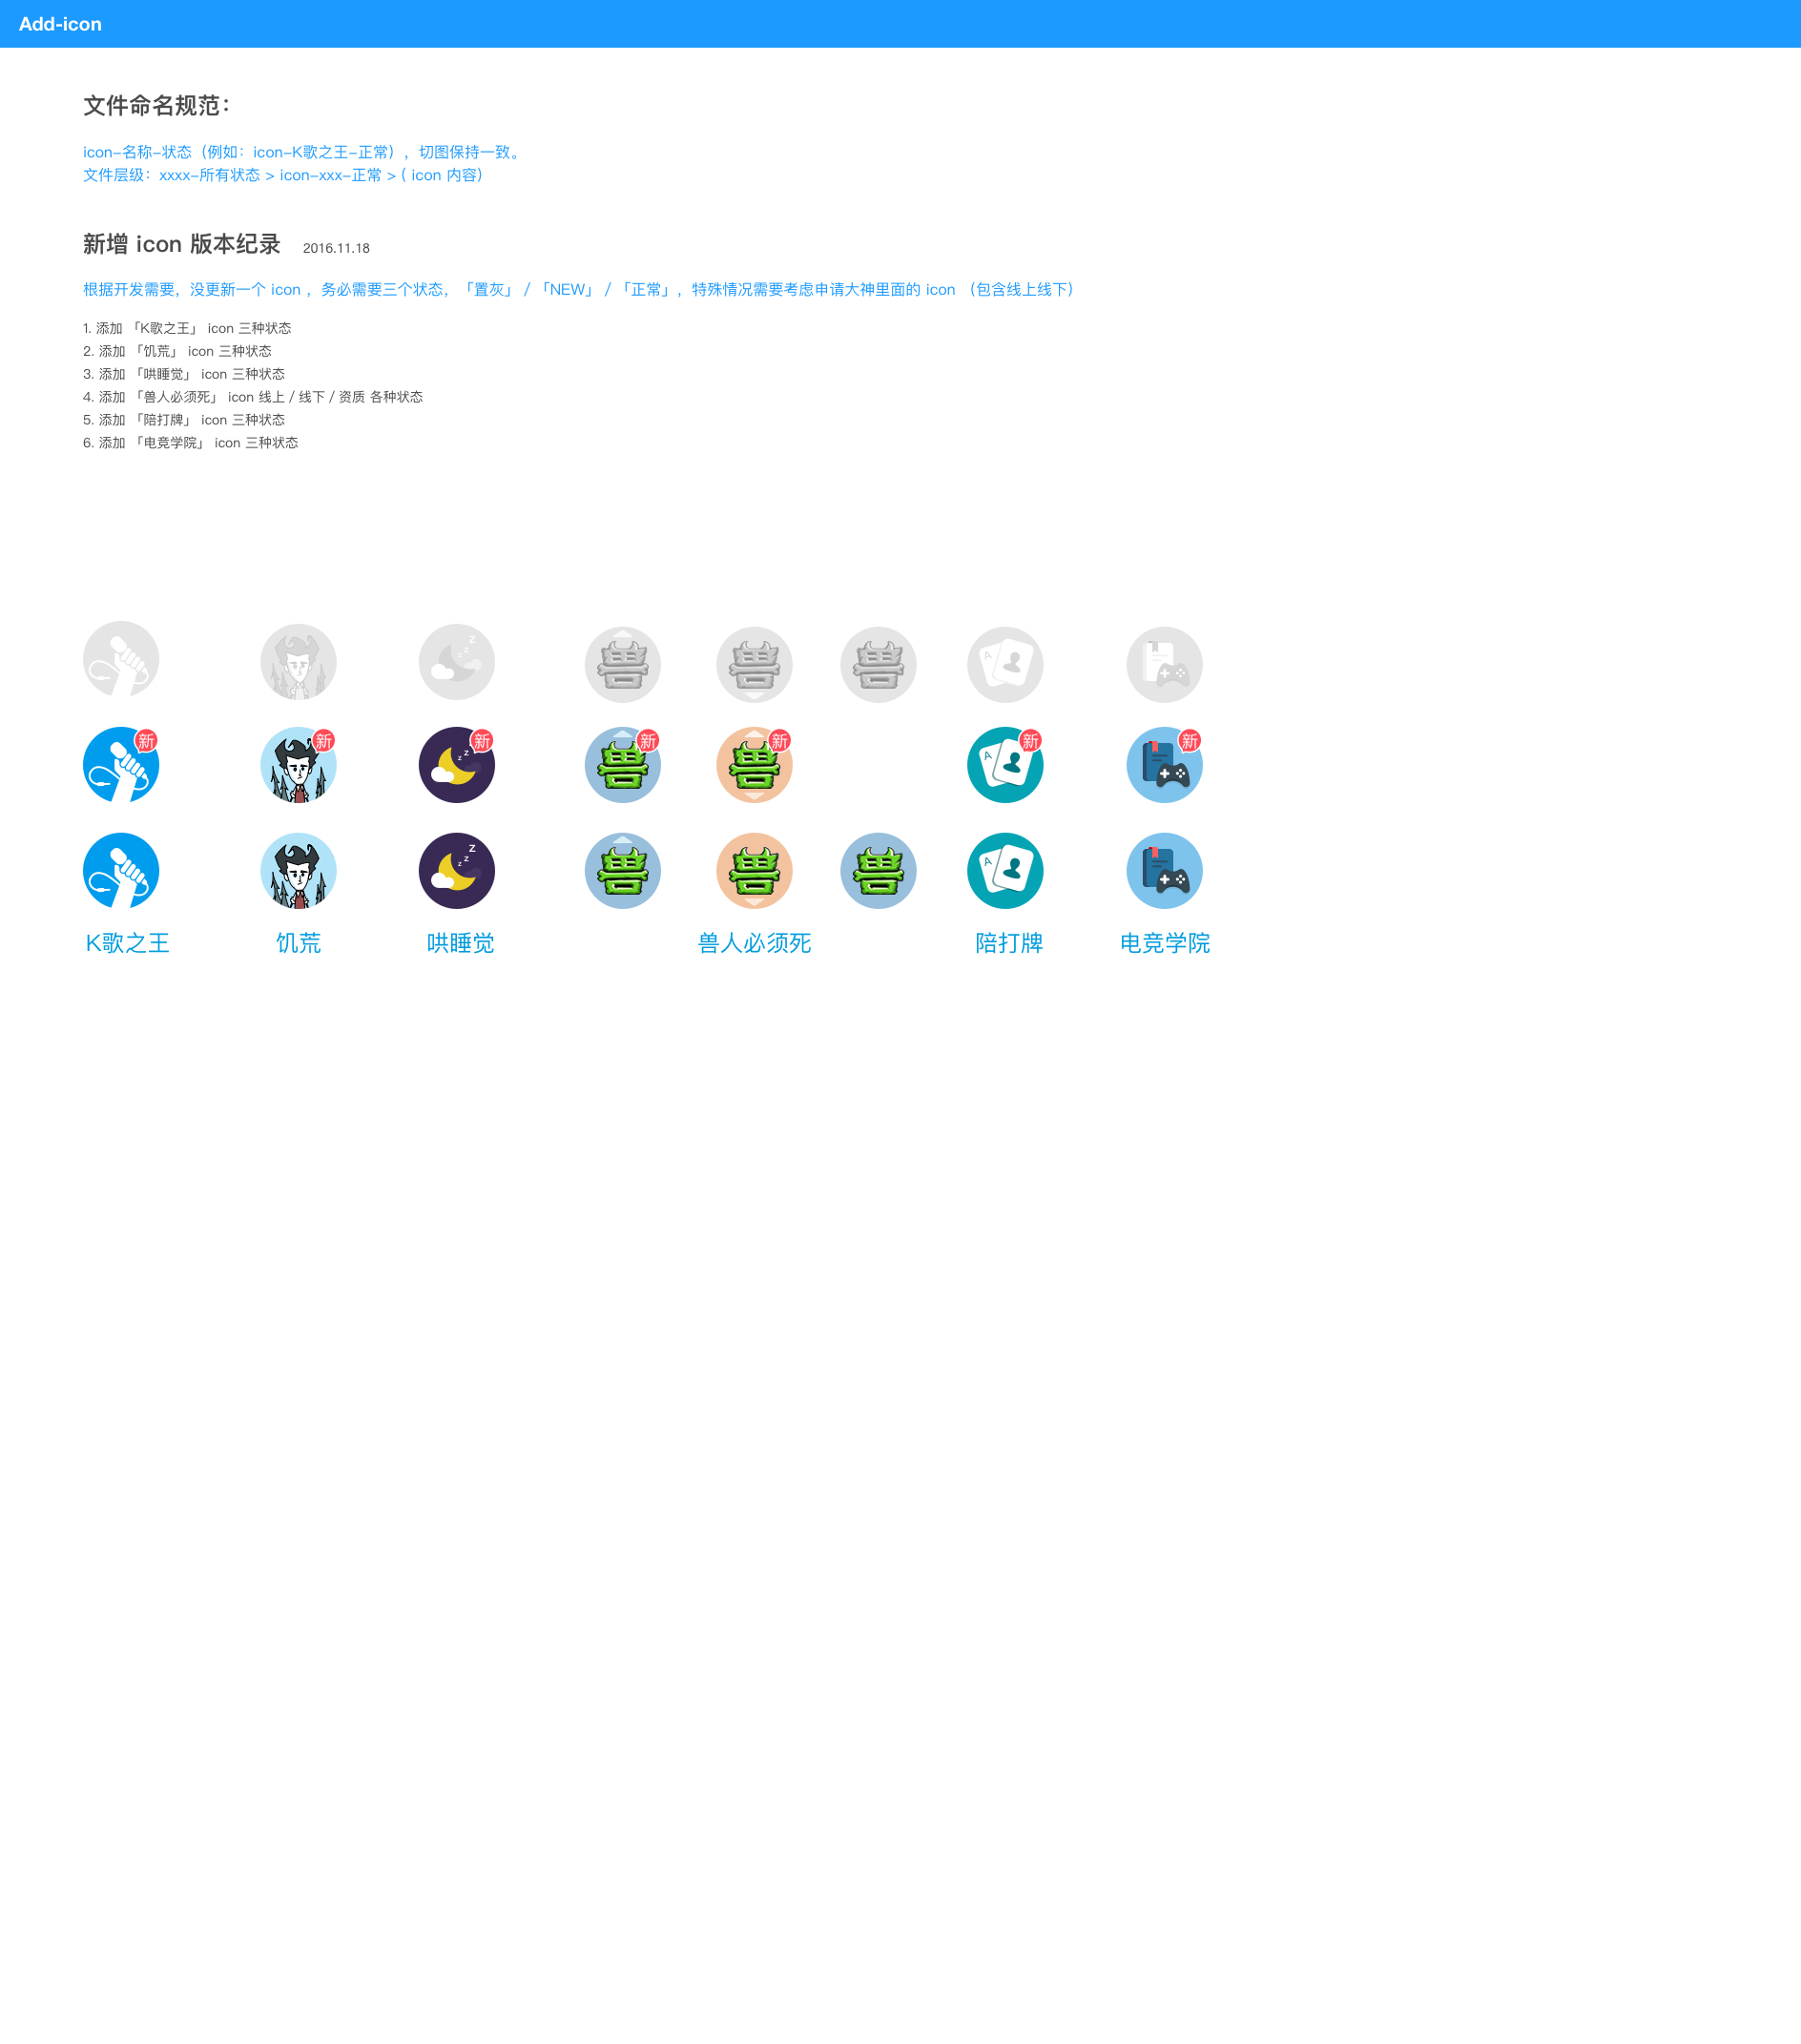 Add-icon
文件命名规范：
icon-名称-状态（例如：icon-K歌之王-正常），切图保持一致。
文件层级：xxxx-所有状态 > icon-xxx-正常 > ( icon 内容）
新增 icon 版本纪录 2016.11.18
根据开发需要，没更新一个 icon ，务必需要三个状态，「置灰」 / 「NEW」 / 「正常」，特殊情况需要考虑申请大神里面的 icon （包含线上线下）
1. 添加 「K歌之王」 icon 三种状态
2. 添加 「饥荒」 icon 三种状态
3. 添加 「哄睡觉」 icon 三种状态
4. 添加 「兽人必须死」 icon 线上 / 线下 / 资质 各种状态
5. 添加 「陪打牌」 icon 三种状态
6. 添加 「电竞学院」 icon 三种状态
z z Z 兽 兽 兽 A
新 新 z z 新 兽 新 兽 新 A 新 新
z z Z 兽 兽 兽 A
K歌之王 饥荒 哄睡觉 兽人必须死 陪打牌 电竞学院